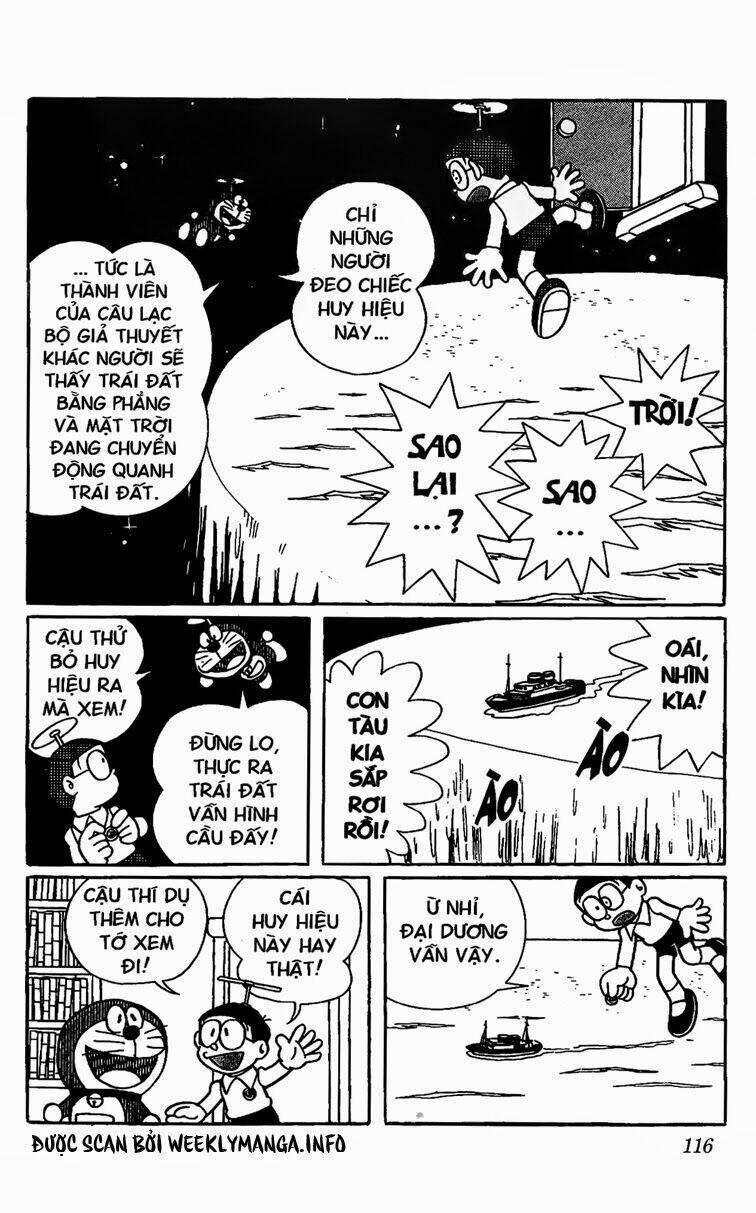 TRỜI!
SAO
...
SAO
LẠI
...?
CHỈ
NHỮNG
NGƯỜI
ĐEO CHIẾC
HUY HIỆU
NÀY...
... TỨC LÀ
THÀNH VIÊN
CỦA CÂU LẠC
BỘ GIẢ THUYẾT
KHÁC NGƯỜI SẼ
THẤY TRÁI ĐẤT
BẰNG PHẲNG
VÀ MẶT TRỜI
ĐANG CHUYỂN
ĐỘNG QUANH
TRÁI ĐẤT.
OÁI,
NHÌN
KÌA!
ÀO
ÀO
CON
TÀU
KIA
SẮP
RƠI
RỒI!
ĐỪNG LO,
THỰC RA
TRÁI ĐẤT
VẪN HÌNH
CẦU ĐẤY!
CẬU THỬ
BỎ HUY
HIỆU RA
MÀ XEM!
Ừ NHỈ,
ĐẠI DƯƠNG
VẪN VẬY.
CÁI
HUY HIỆU
NÀY HAY
THẬT!
CẬU THÍ DỤ
THÊM CHO
TỚ XEM
ĐI!
ĐƯỢC SCAN BỞI WEEKLYMANGA.INFO
116